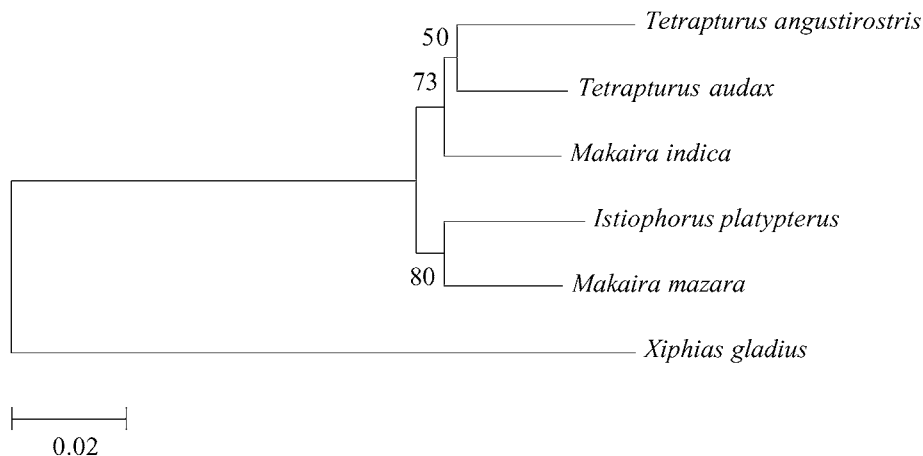 Tetrapturus angustirostris
50
73
Tetrapturus audax
Makaira indica
Istiophorus platypterus
80
Makaira mazara
Xiphias gladius
0.02